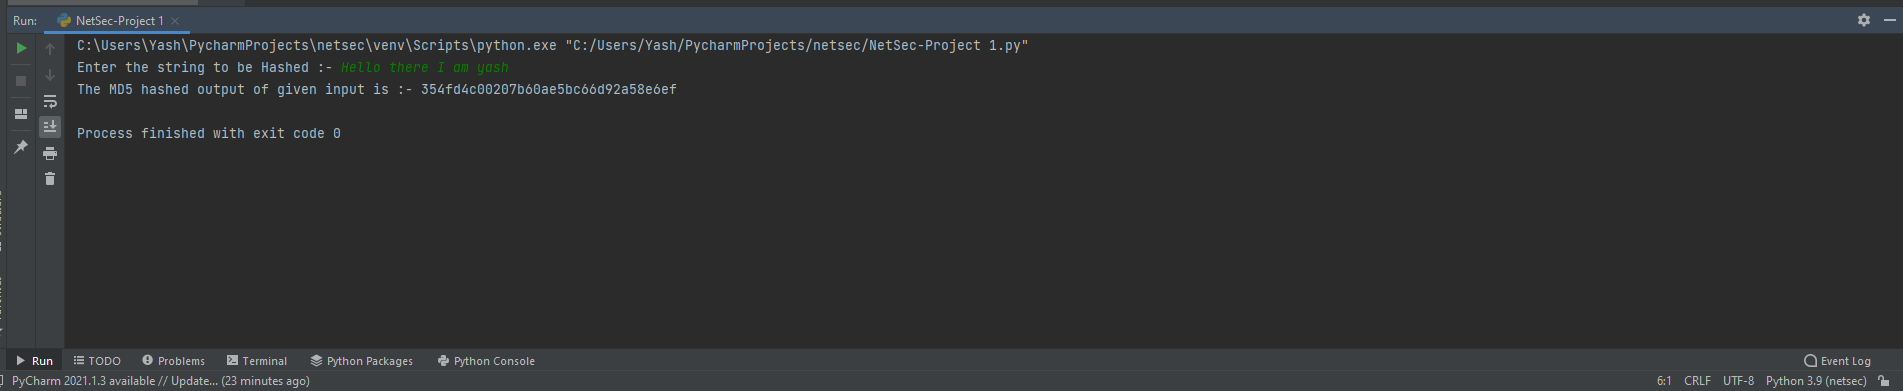 Run: NetSec-Project 1
C:\Users\Yash\PycharmProjects\netsec\venv\Scripts\python.exe "C:/Users/Yash/PycharmProjects/netsec/NetSec-Project 1.py"
Enter the string to be Hashed :- Hello there I am yash
The MD5 hashed output of given input is :- 354fd4c00207b60ae5bc66d92a58e6ef
Process finished with exit code 0
Run TODO Problems Terminal Python Packages Python Console Event Log
PyCharm 2021.1.3 available // Update... (23 minutes ago) 6:1 CRLF UTF-8 Python 3.9 (netsec)